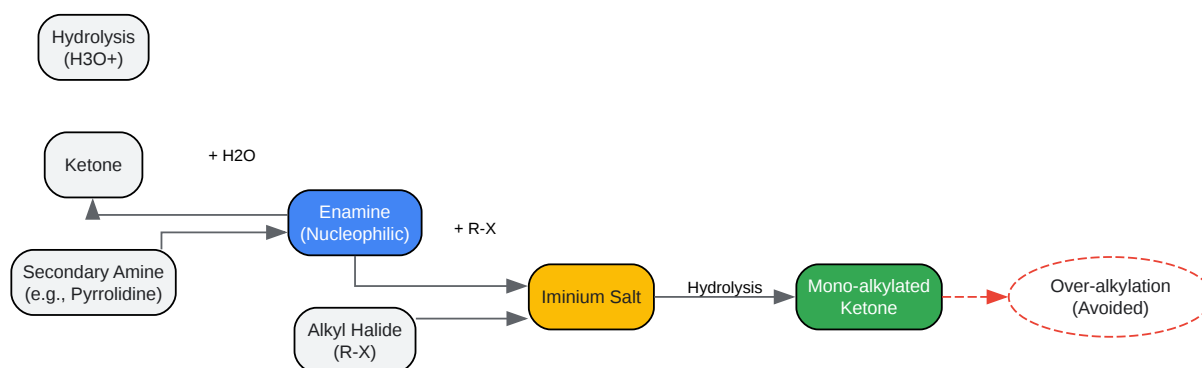 Hydrolysis
(H3O+)
Ketone
+ H2O
Enamine
(Nucleophilic)
+ R-X
Secondary Amine
(e.g., Pyrrolidine)
Iminium Salt
Hydrolysis
Mono-alkylated
Ketone
Over-alkylation
(Avoided)
Alkyl Halide
(R-X)